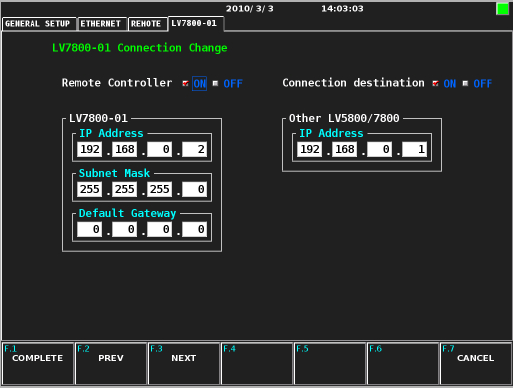 2010/ 3/ 3 14:03:03
GENERAL SETUP ETHERNET REMOTE LV7800-01
LV7800-01 Connection Change
Remote Controller ON OFF Connection destination ON OFF
LV7800-01 Other LV5800/7800
IP Address IP Address
192 . 168 . 0 . 2 192 . 168 . 0 . 1
Subnet Mask
255 . 255 . 255 . 0
Default Gateway
0 . 0 . 0 . 0
F.1 F.2 F.3 F.4 F.5 F.6 F.7
COMPLETE PREV NEXT CANCEL